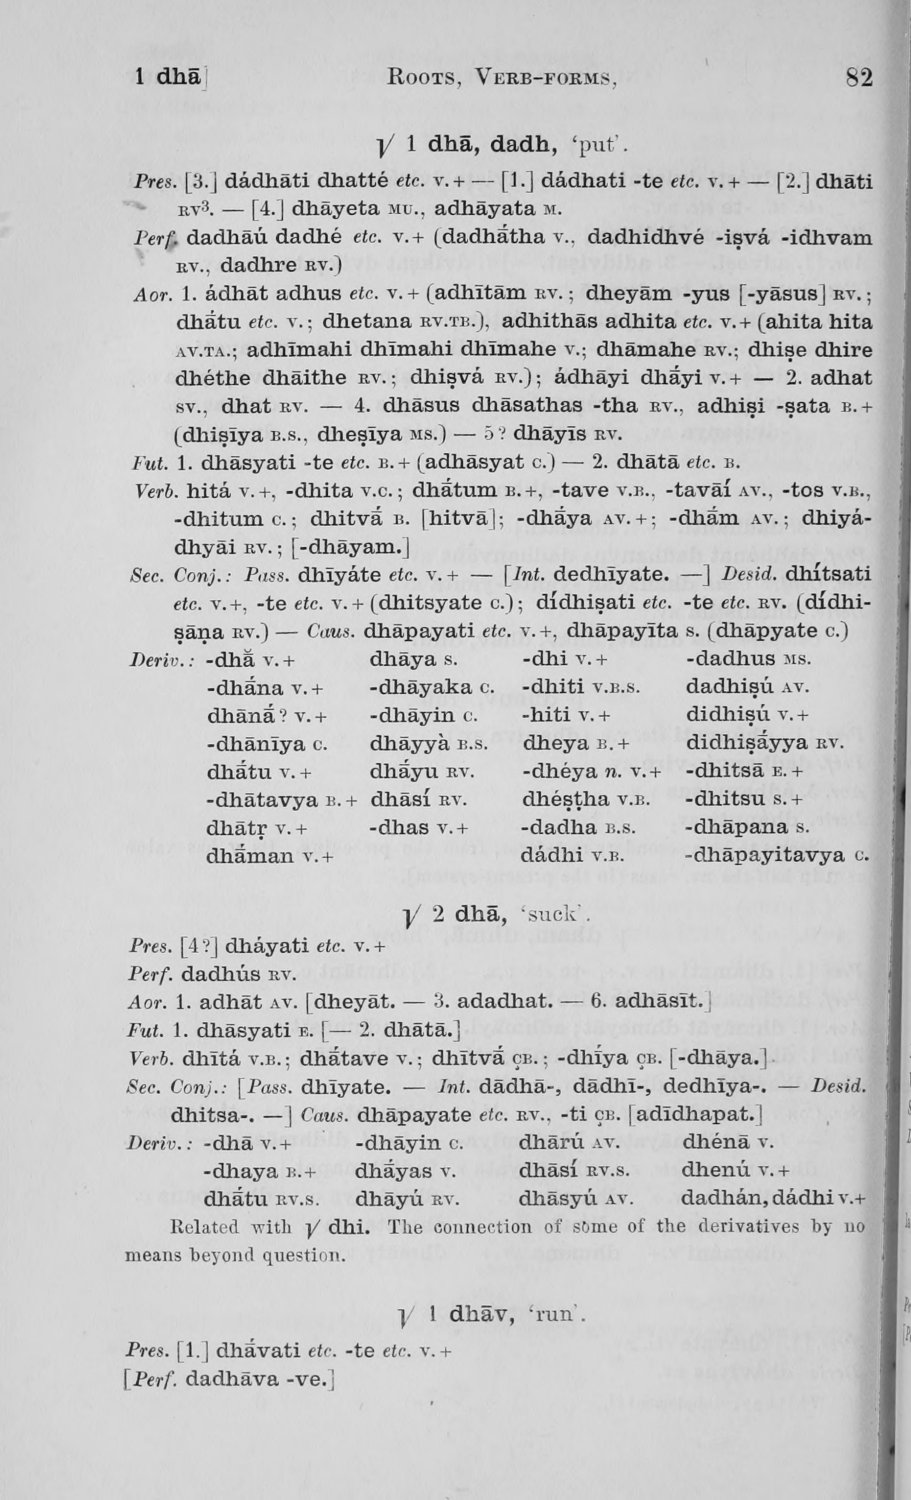 1 dhā] ROOTS, VERB-FORMS, 82
√ 1 dhā, dadh, ‘put’.
Pres. [3.] dádhāti dhatté etc. V.+ — [1.] dádhati -te etc. V.+ — [2.] dhāti
RV³. — [4.] dhāyeta MU., adhāyata M.
Perf. dadhāú dadhé etc. V.+ (dadhā́tha V., dadhidhvé -iṣvá -idhvam
RV., dadhre RV.)
Aor. 1. ádhāt adhus etc. V.+ (adhītām RV.; dheyām -yus [-yāsus] RV.;
dhā́tu etc. V.; dhetana RV.TB.), adhithās adhita etc. V.+ (ahita hita
AV.TA.; adhīmahi dhīmahi dhīmahe V.; dhāmahe RV.; dhiṣe dhire
dhéthe dhāithe RV.; dhiṣvá RV.); ádhāyi dhā́yi V.+ — 2. adhat
SV., dhat RV. — 4. dhāsus dhāsathas -tha RV., adhiṣi -ṣata B.+
(dhiṣīya B.S., dheṣīya MS.) — 5? dhāyīs RV.
Fut. 1. dhāsyati -te etc. B.+ (adhāsyat C.) — 2. dhātā etc. B.
Verb. hitá V.+, -dhita V.C.; dhā́tum B.+, -tave V.B., -tavāí AV., -tos V.B.,
-dhitum C.; dhitvā́ B. [hitvā]; -dhā́ya AV.+; -dhā́m AV.; dhiyá-
dhyāi RV.; [-dhāyam.]
Sec. Conj.: Pass. dhīyáte etc. V.+ — [Int. dedhīyate. —] Desid. dhítsati
etc. V.+, -te etc. V.+ (dhitsyate C.); dídhiṣati etc. -te etc. RV. (dídhi-
ṣāṇa RV.) — Caus. dhāpayati etc. V.+, dhāpayīta S. (dhāpyate C.)
Deriv.: -dhā̆ V.+ dhāya S. -dhi V.+ -dadhus MS.
-dhā́na V.+ -dhāyaka C. -dhiti V.B.S. dadhiṣú AV.
dhānā́? V.+ -dhāyin C. -hiti V.+ didhiṣú V.+
-dhānīya C. dhāyyà B.S. dheya B.+ didhiṣā́yya RV.
dhā́tu V.+ dhā́yu RV. -dhéya n. V.+ -dhitsā E.+
-dhātavya B.+ dhāsí RV. dhéṣṭha V.B. -dhitsu S.+
dhātṛ V.+ -dhas V.+ -dadha B.S. -dhāpana S.
dhā́man V.+ dádhi V.B. -dhāpayitavya C.
√ 2 dhā, ‘suck’.
Pres. [4?] dháyati etc. V.+
Perf. dadhús RV.
Aor. 1. adhāt AV. [dheyāt. — 3. adadhat. — 6. adhāsīt.]
Fut. 1. dhāsyati E. [— 2. dhātā.]
Verb. dhītá V.B.; dhā́tave V.; dhītvā́ ÇB.; -dhī́ya ÇB. [-dhāya.]
Sec. Conj.: [Pass. dhīyate. — Int. dādhā-, dādhī-, dedhīya-. — Desid.
dhitsa-. —] Caus. dhāpayate etc. RV., -ti ÇB. [adīdhapat.]
Deriv.: -dhā V.+ -dhāyin C. dhārú AV. dhénā V.
-dhaya B.+ dhā́yas V. dhāsí RV.S. dhenú V.+
dhā́tu RV.S. dhāyú RV. dhāsyú AV. dadhán, dádhi V.+
Related with √ dhi. The connection of some of the derivatives by no
means beyond question.
√ 1 dhāv, ‘run’.
Pres. [1.] dhā́vati etc. -te etc. V.+
[Perf. dadhāva -ve.]